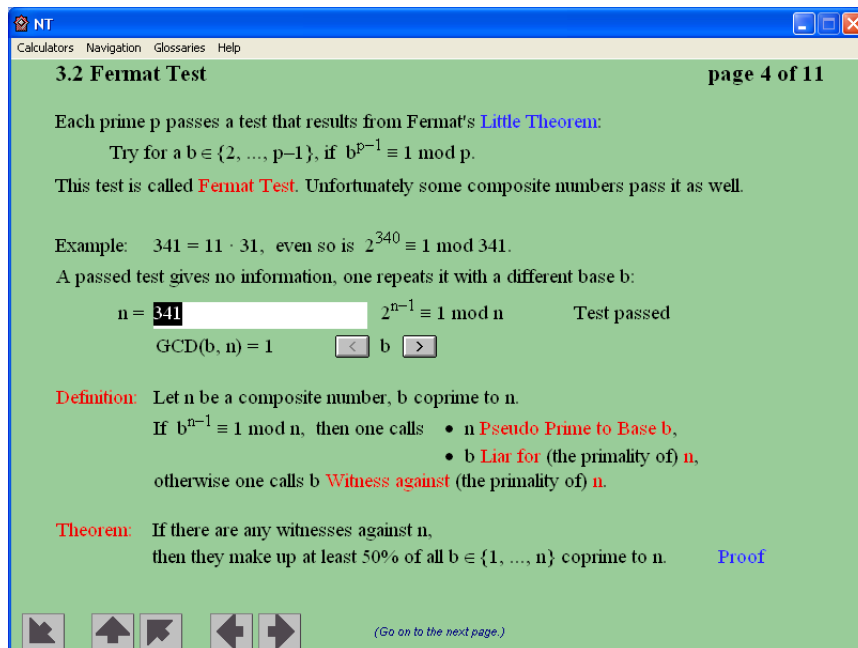 NT
Calculators Navigation Glossaries Help
3.2 Fermat Test page 4 of 11
Each prime p passes a test that results from Fermat's Little Theorem:
Try for a b ∈ {2, ..., p–1}, if b^{p–1} ≡ 1 mod p.
This test is called Fermat Test. Unfortunately some composite numbers pass it as well.
Example: 341 = 11 · 31, even so is 2^{340} ≡ 1 mod 341.
A passed test gives no information, one repeats it with a different base b:
n = 341 2^{n–1} ≡ 1 mod n Test passed
GCD(b, n) = 1 < b >
Definition: Let n be a composite number, b coprime to n.
If b^{n–1} ≡ 1 mod n, then one calls • n Pseudo Prime to Base b,
• b Liar for (the primality of) n,
otherwise one calls b Witness against (the primality of) n.
Theorem: If there are any witnesses against n,
then they make up at least 50% of all b ∈ {1, ..., n} coprime to n. Proof
(Go on to the next page.)